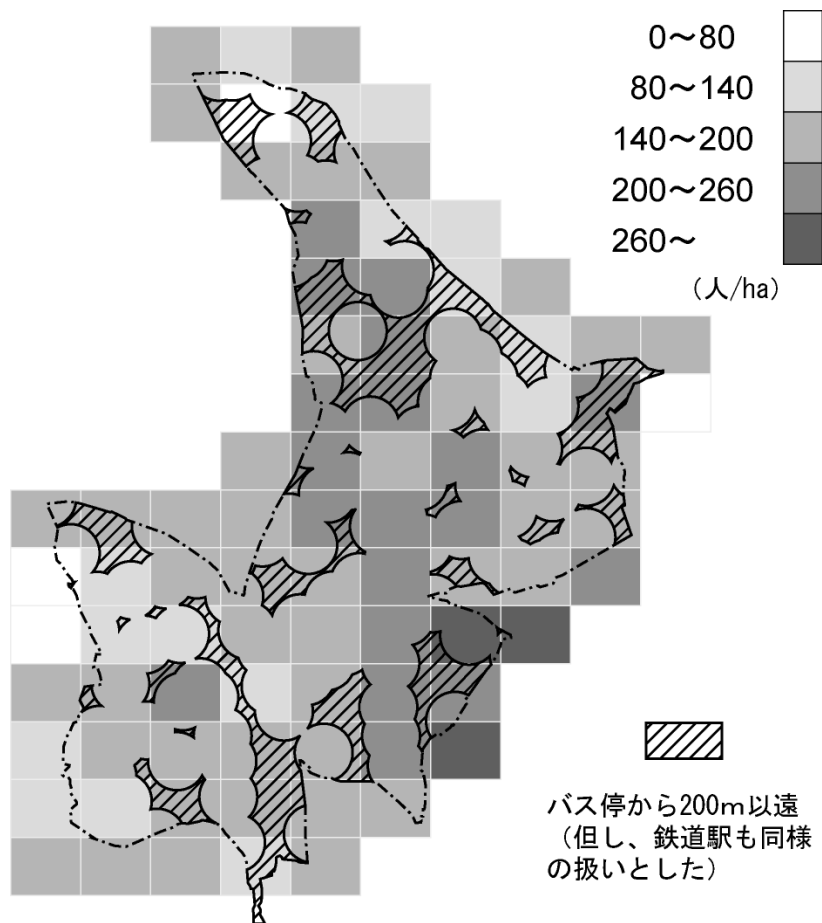 0～80
80～140
140～200
200～260
260～
（人/ha）
バス停から200m以遠
（但し、鉄道駅も同様
の扱いとした）